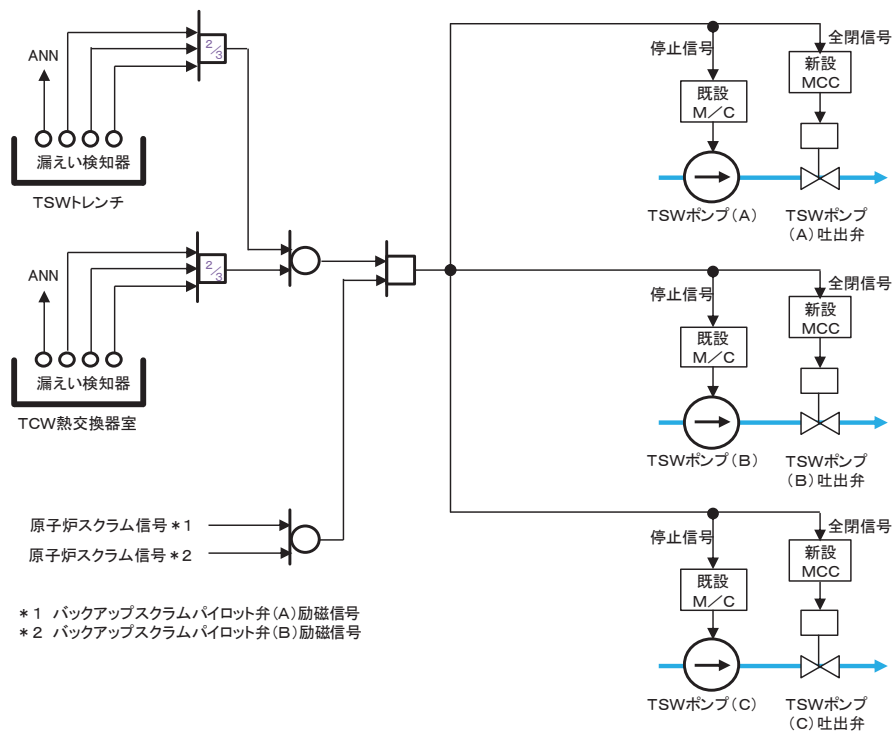 ANN
2/3
漏えい検知器
TSWトレンチ
ANN
2/3
漏えい検知器
TCW熱交換器室
原子炉スクラム信号*1
原子炉スクラム信号*2
*1 バックアップスクラムパイロット弁(A)励磁信号
*2 バックアップスクラムパイロット弁(B)励磁信号
停止信号
全閉信号
既設
M/C
新設
MCC
TSWポンプ(A)
TSWポンプ
(A)吐出弁
停止信号
全閉信号
既設
M/C
新設
MCC
TSWポンプ(B)
TSWポンプ
(B)吐出弁
停止信号
全閉信号
既設
M/C
新設
MCC
TSWポンプ(C)
TSWポンプ
(C)吐出弁